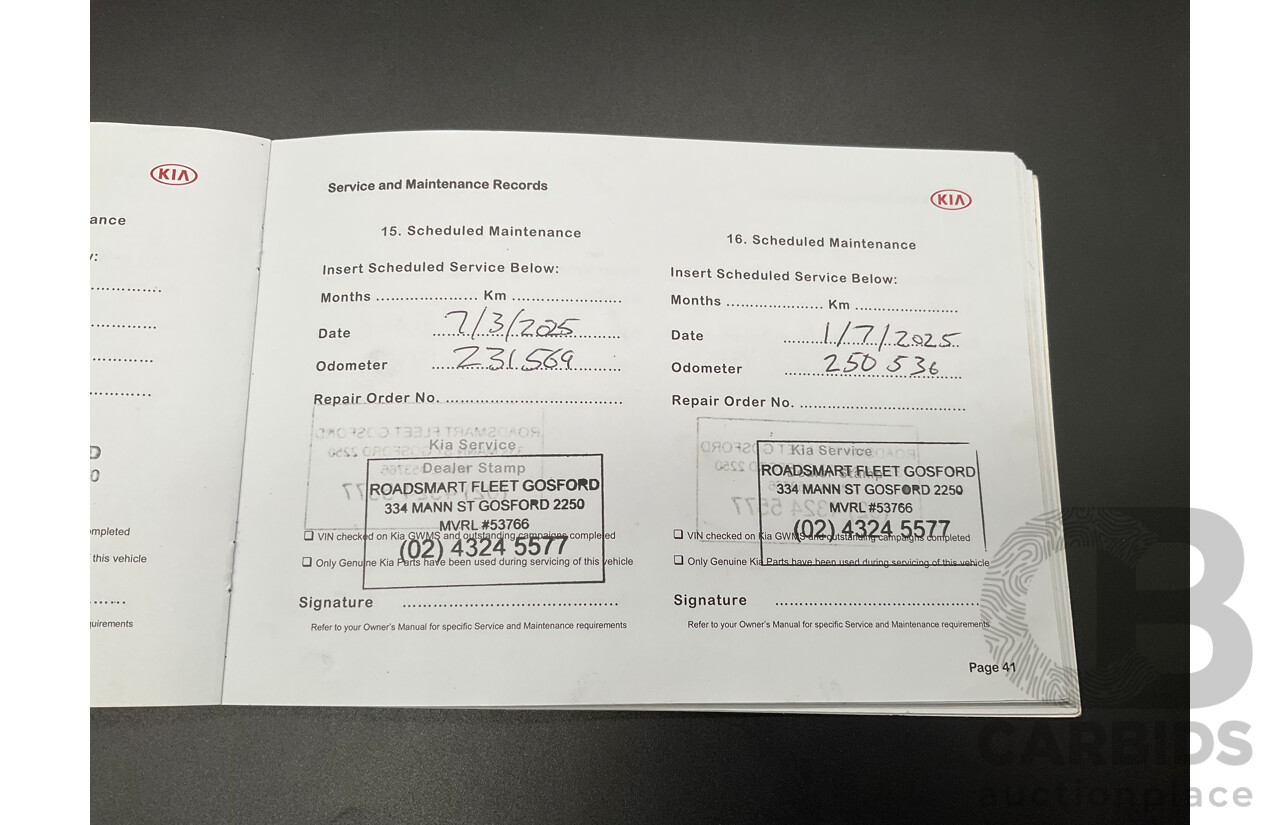 KIA
ance
y:
mpleted
this vehicle
uirements
Service and Maintenance Records
KIA
15. Scheduled Maintenance
Insert Scheduled Service Below:
Months ..................... Km .......................
Date 7/3/2025
Odometer 231569
Repair Order No. .....................................
Kia Service
Dealer Stamp
ROADSMART FLEET GOSFORD
334 MANN ST GOSFORD 2250
MVRL #53766
(02) 4324 5577
VIN checked on Kia GWMS and outstanding campaigns completed
Only Genuine Kia Parts have been used during servicing of this vehicle
Signature .....................................
Refer to your Owner's Manual for specific Service and Maintenance requirements
16. Scheduled Maintenance
Insert Scheduled Service Below:
Months .................... Km ......................
Date 1/7/2025
Odometer 250 536
Repair Order No. ...................................
Kia Service
ROADSMART FLEET GOSFORD
334 MANN ST GOSFORD 2250
MVRL #53766
(02) 4324 5577
VIN checked on Kia GWMS and outstanding campaigns completed
Only Genuine Kia Parts have been used during servicing of this vehicle
Signature .....................................
Refer to your Owner's Manual for specific Service and Maintenance requirements
Page 41
CB
CARBIDS
auctionplace